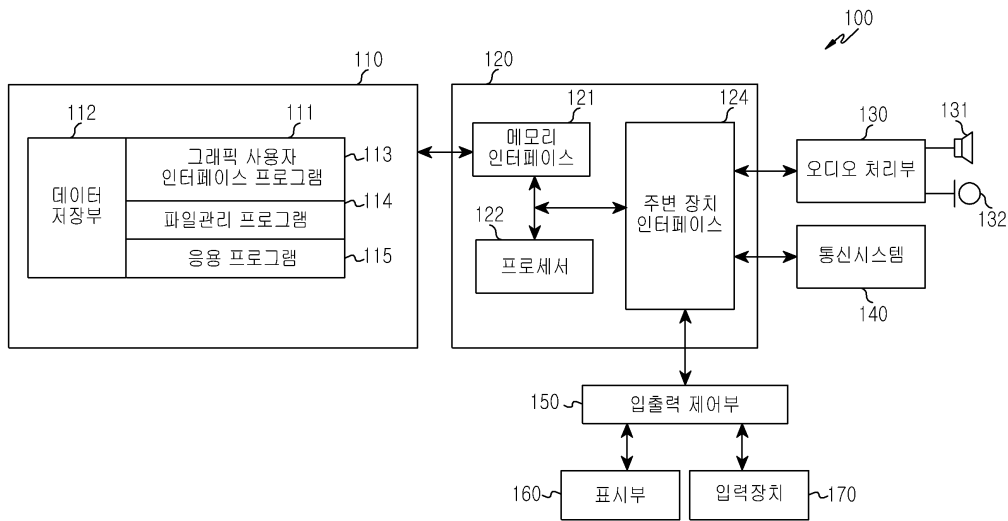 100
110
120
112
111
121
124
130
131
데이터
저장부
그래픽 사용자
인터페이스 프로그램
113
114
파일관리 프로그램
응용 프로그램
115
메모리
인터페이스
122
프로세서
주변 장치
인터페이스
오디오 처리부
132
통신시스템
140
150
입출력 제어부
160
표시부
입력장치
170